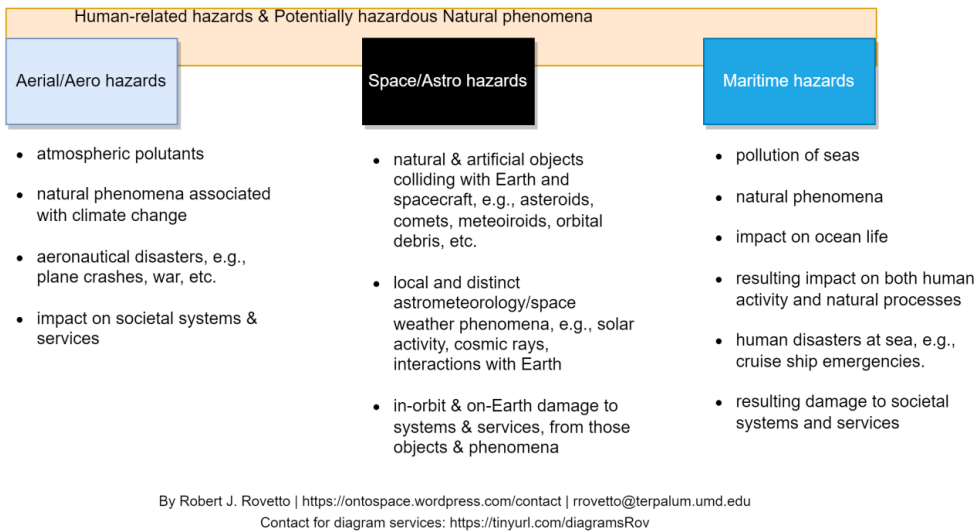 Human-related hazards & Potentially hazardous Natural phenomena
Aerial/Aero hazards
• atmospheric polutants
• natural phenomena associated
with climate change
• aeronautical disasters, e.g.,
plane crashes, war, etc.
• impact on societal systems &
services
Space/Astro hazards
• natural & artificial objects
colliding with Earth and
spacecraft, e.g., asteroids,
comets, meteoiroids, orbital
debris, etc.
• local and distinct
astrometeorology/space
weather phenomena, e.g., solar
activity, cosmic rays,
interactions with Earth
• in-orbit & on-Earth damage to
systems & services, from those
objects & phenomena
Maritime hazards
• pollution of seas
• natural phenomena
• impact on ocean life
• resulting impact on both human
activity and natural processes
• human disasters at sea, e.g.,
cruise ship emergencies.
• resulting damage to societal
systems and services
By Robert J. Rovetto | https://ontospace.wordpress.com/contact | rrovetto@terpalum.umd.edu
Contact for diagram services: https://tinyurl.com/diagramsRov